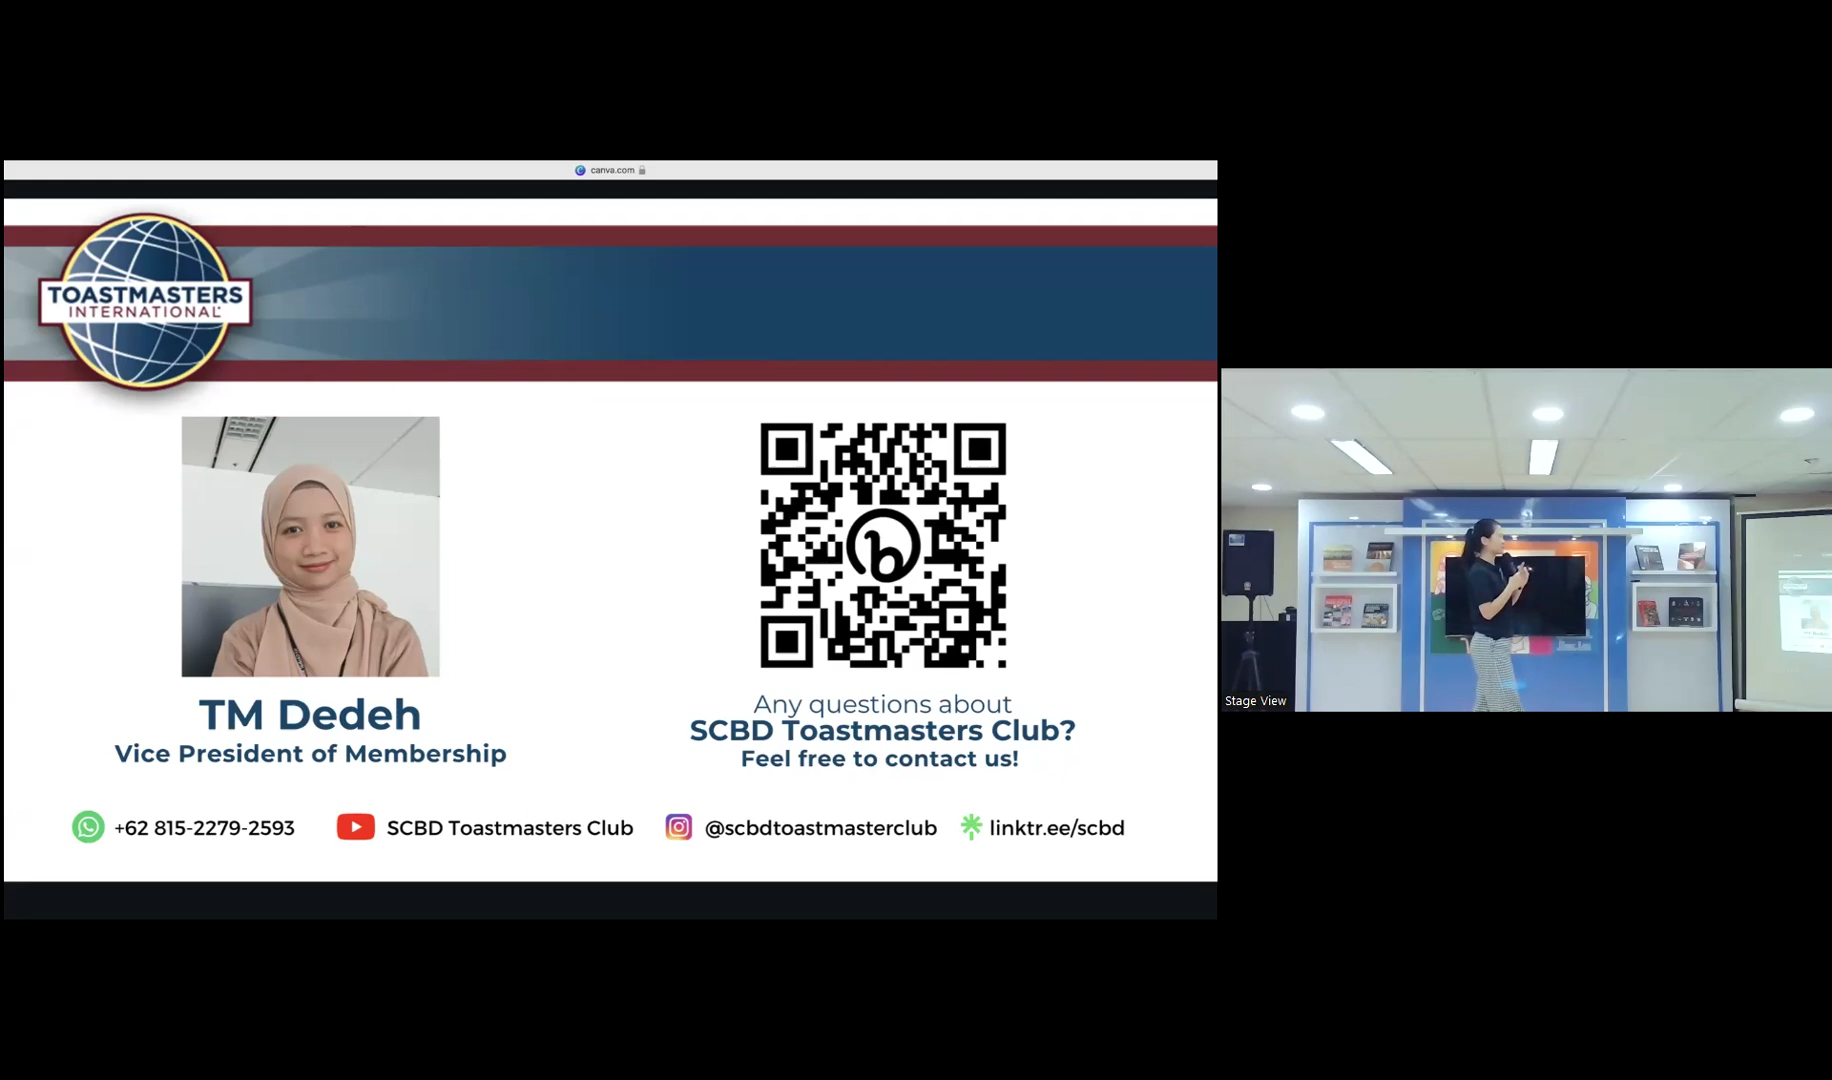 canva.com
TOASTMASTERS
INTERNATIONAL
TM Dedeh
Vice President of Membership
b
Any questions about
SCBD Toastmasters Club?
Feel free to contact us!
+62 815-2279-2593
SCBD Toastmasters Club
@scbdtoastmasterclub
linktr.ee/scbd
Stage View